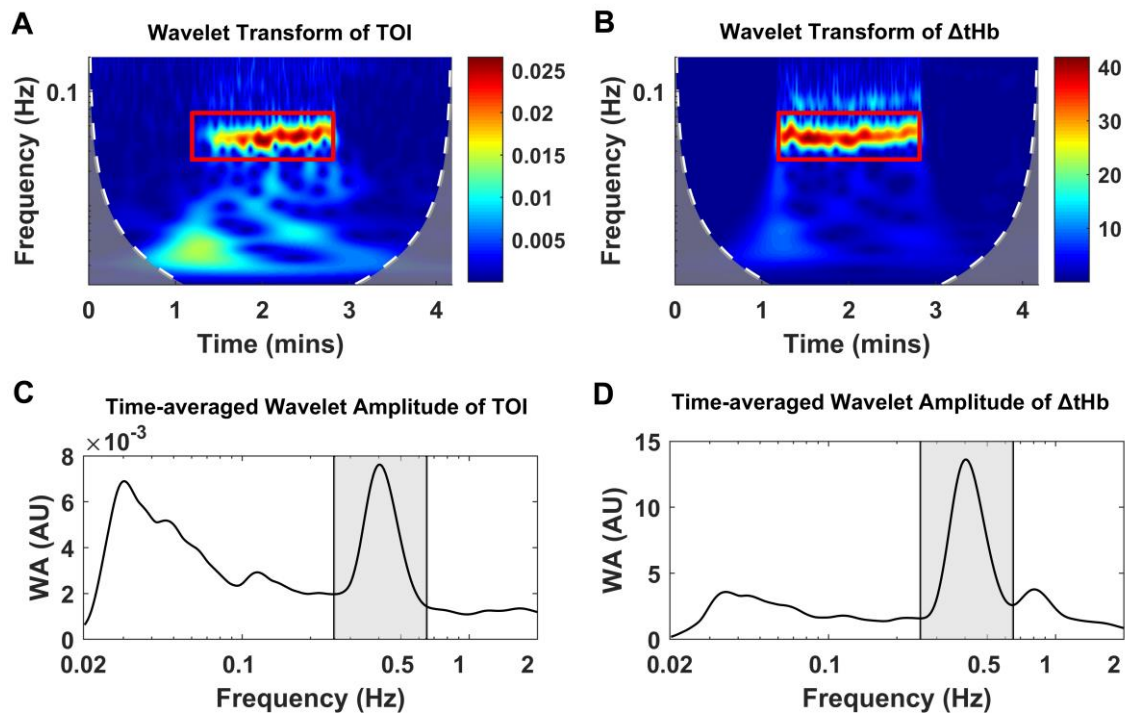 A
Wavelet Transform of TOI
Frequency (Hz)
0.1
0 1 2 3 4
Time (mins)
0.025
0.02
0.015
0.01
0.005
B
Wavelet Transform of ΔtHb
Frequency (Hz)
0.1
0 1 2 3 4
Time (mins)
40
30
20
10
C
Time-averaged Wavelet Amplitude of TOI
×10⁻³
WA (AU)
8
6
4
2
0
0.02 0.1 0.5 1 2
Frequency (Hz)
D
Time-averaged Wavelet Amplitude of ΔtHb
WA (AU)
15
10
5
0
0.02 0.1 0.5 1 2
Frequency (Hz)